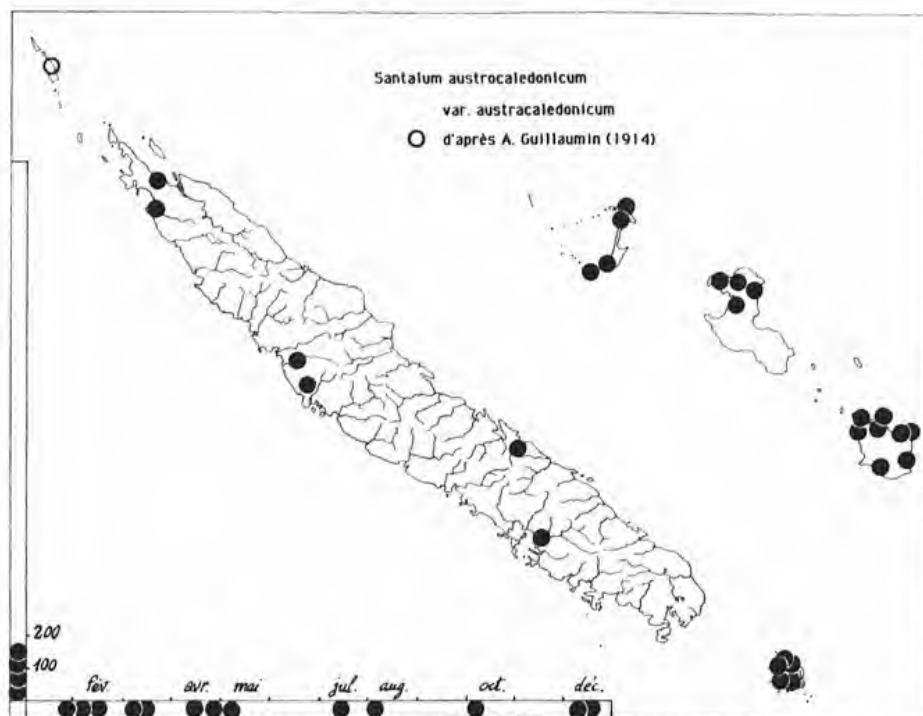 Santalum austrocaledonicum
var. austracaledonicum
O d'après A. Guillaumin (1914)
200
100
fév. avr. mai jul. aug. oct. déc.